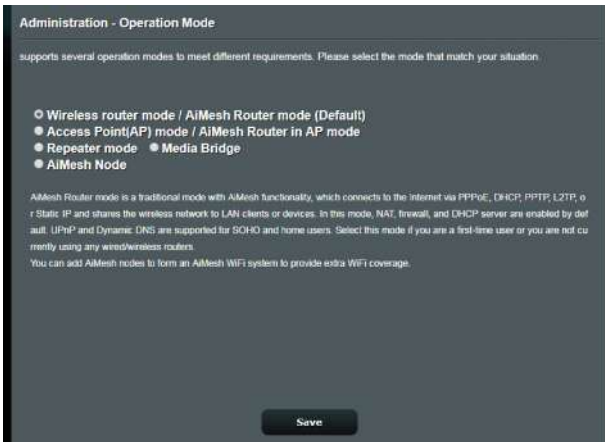 Administration - Operation Mode
supports several operation modes to meet different requirements. Please select the mode that match your situation.
Wireless router mode / AiMesh Router mode (Default)
Access Point(AP) mode / AiMesh Router in AP mode
Repeater mode Media Bridge
AiMesh Node
AiMesh Router mode is a traditional mode with AiMesh functionality, which connects to the Internet via PPPoE, DHCP, PPTP, L2TP, o
r Static IP and shares the wireless network to LAN clients or devices. In this mode, NAT, firewall, and DHCP server are enabled by def
ault. UPnP and Dynamic DNS are supported for SOHO and home users. Select this mode if you are a first-time user or you are not cu
rrently using any wired/wireless routers.
You can add AiMesh nodes to form an AiMesh WiFi system to provide extra WiFi coverage.
Save